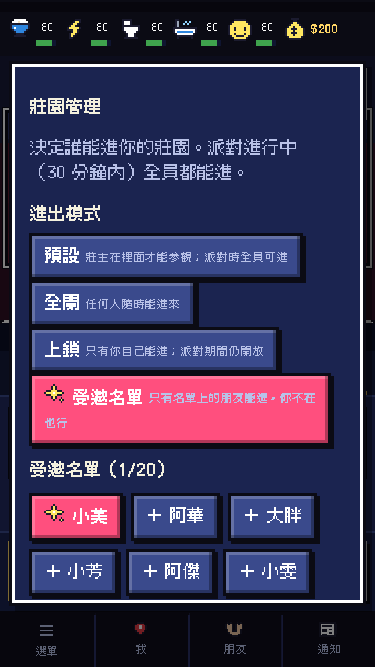 80 80 80 80 80 $200
莊園管理
決定誰能進你的莊園。派對進行中
（30 分鐘內）全員都能進。
進出模式
預設 莊主在裡面才能參觀；派對時全員可進
全開 任何人隨時能進來
上鎖 只有你自己能進；派對期間仍開放
受邀名單 只有名單上的朋友能進，你不在
也行
受邀名單（1/20）
小美 ＋ 阿華 ＋ 大胖
＋ 小芳 ＋ 阿傑 ＋ 小雯
選單 我 朋友 通知